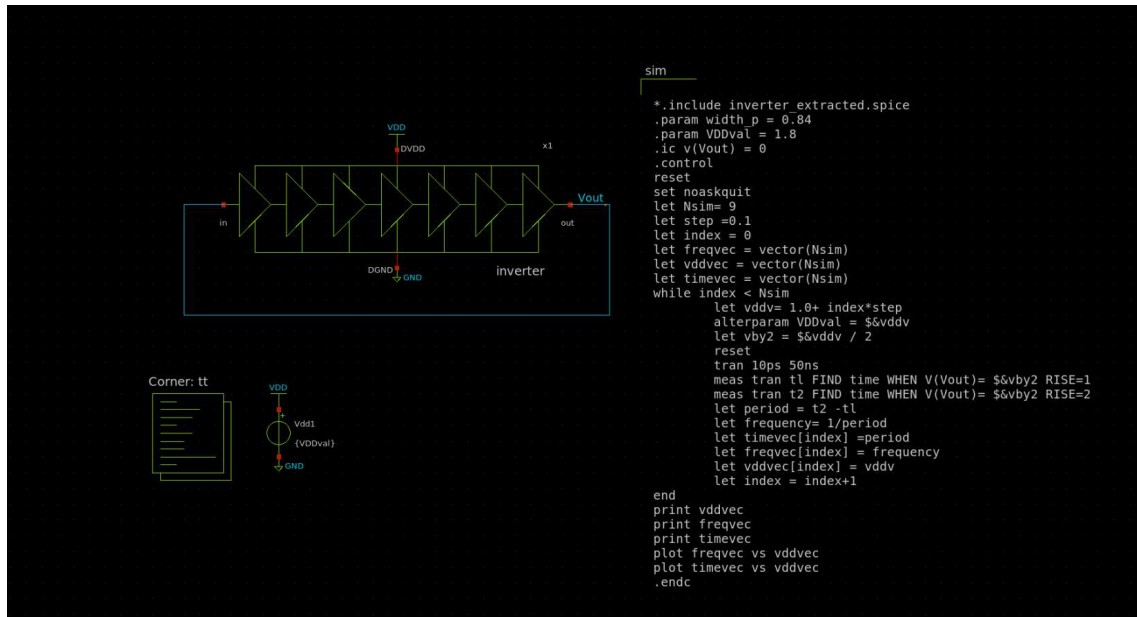 sim
*.include inverter_extracted.spice
.param width_p = 0.84
.param VDDval = 1.8
.ic v(Vout) = 0
.control
reset
set noaskquit
let Nsim= 9
let step =0.1
let index = 0
let freqvec = vector(Nsim)
let vddvec = vector(Nsim)
let timevec = vector(Nsim)
while index < Nsim
let vddv= 1.0+ index*step
alterparam VDDval = $&vddv
let vby2 = $&vddv / 2
reset
tran 10ps 50ns
meas tran tl FIND time WHEN V(Vout)= $&vby2 RISE=1
meas tran t2 FIND time WHEN V(Vout)= $&vby2 RISE=2
let period = t2 -tl
let frequency= 1/period
let timevec[index] =period
let freqvec[index] = frequency
let vddvec[index] = vddv
let index = index+1
end
print vddvec
print freqvec
print timevec
plot freqvec vs vddvec
plot timevec vs vddvec
.endc
VDD
DVDD
x1
Vout
in
out
DGND
GND
inverter
Corner: tt
VDD
+
Vdd1
{VDDval}
GND